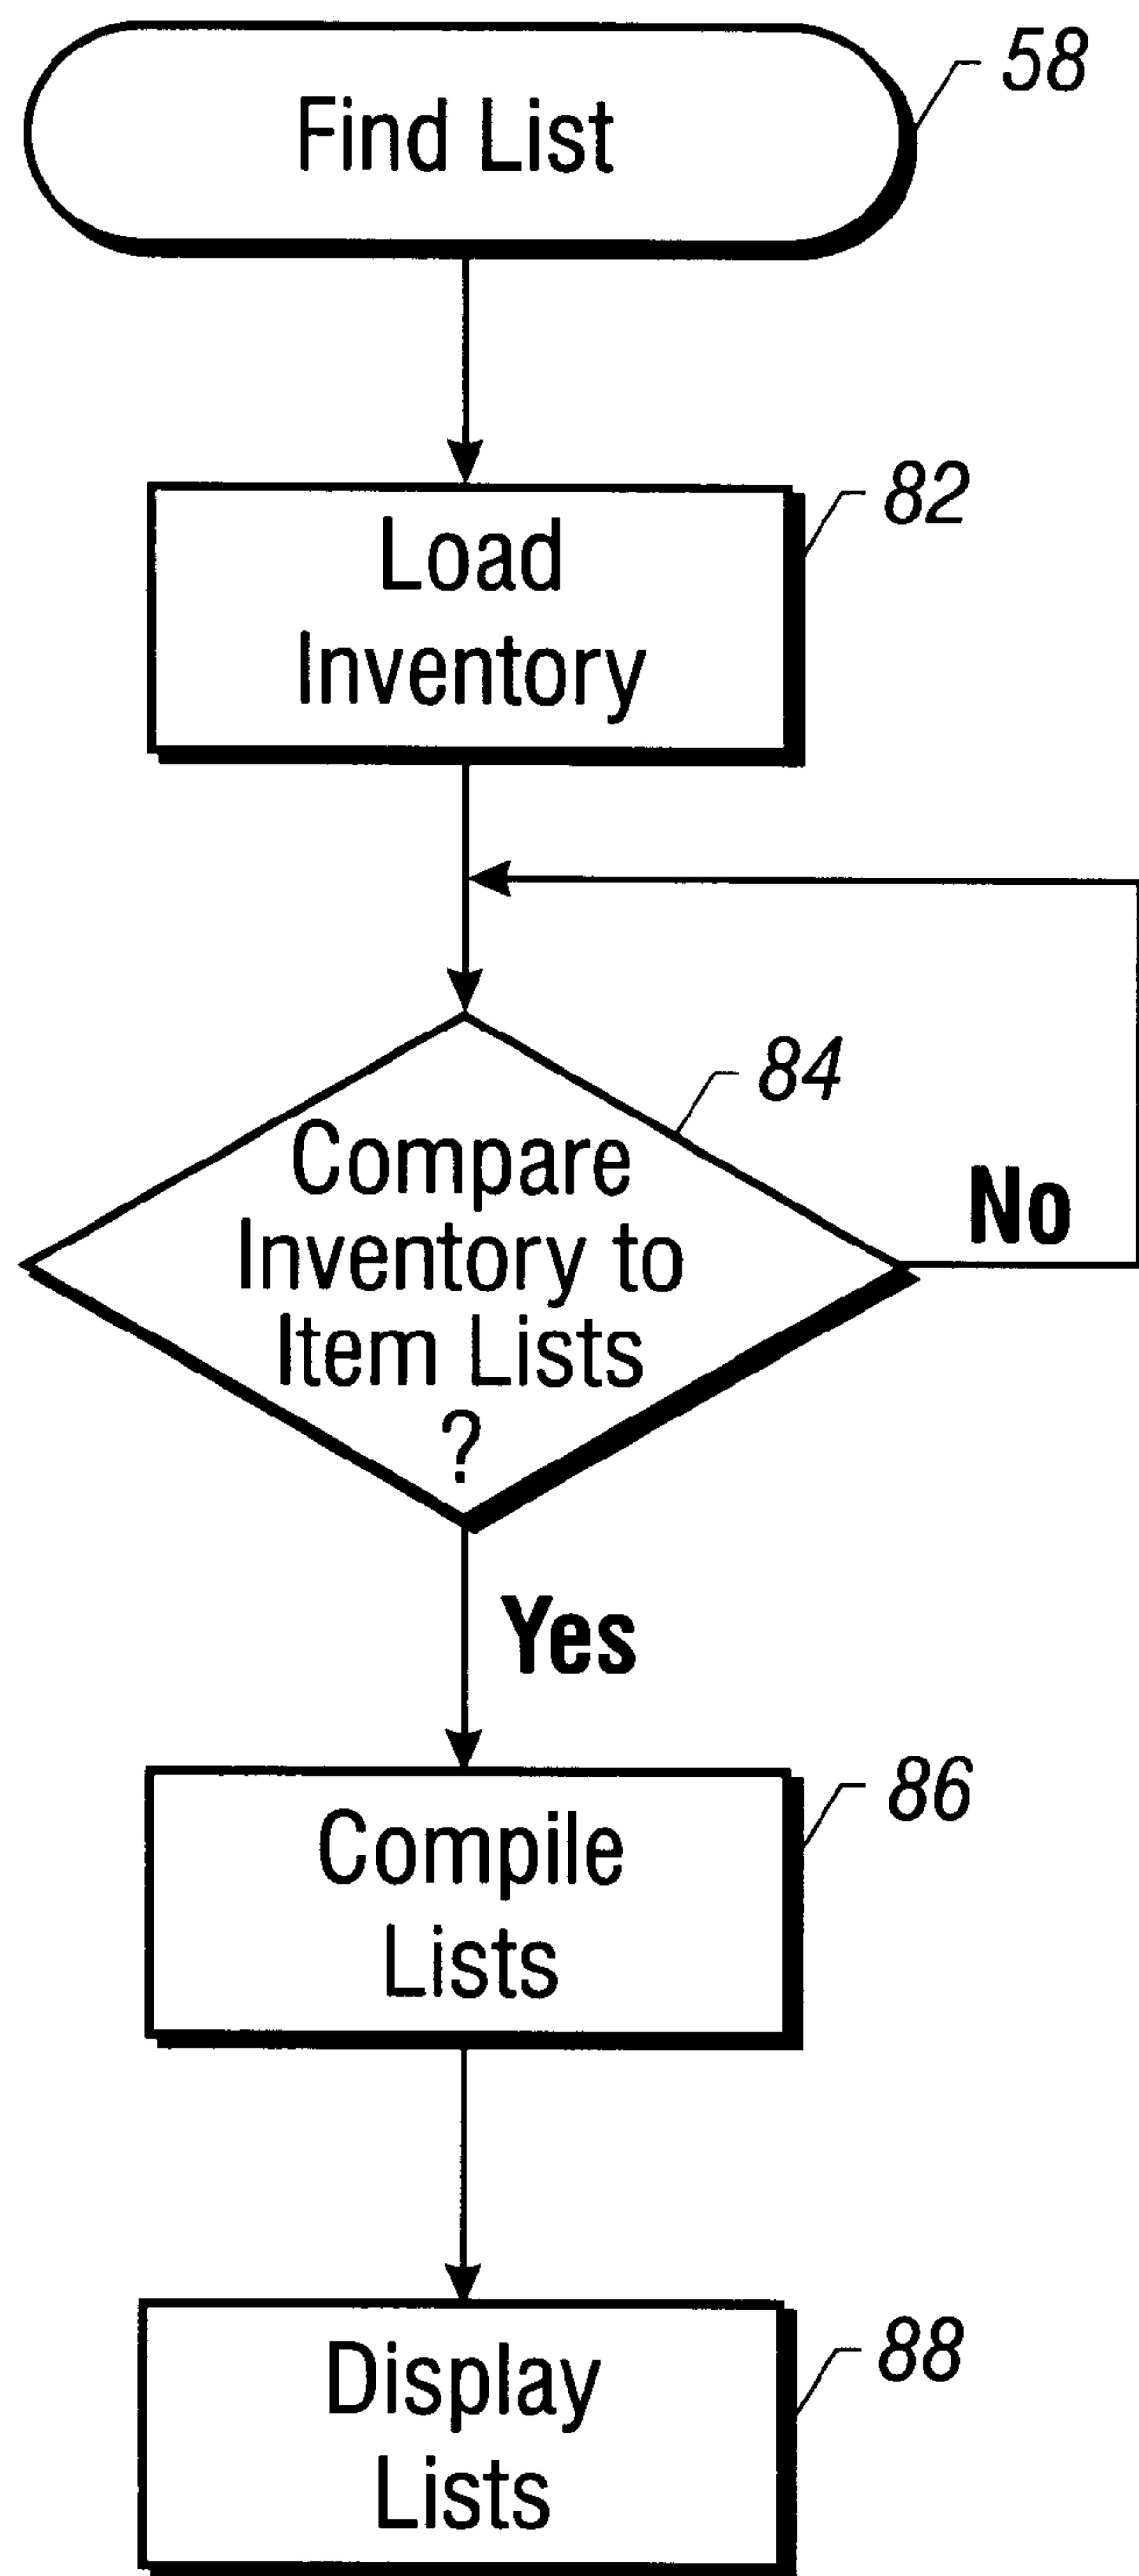 Find List
58
Load
Inventory
82
84
Compare
Inventory to
Item Lists
?
No
Yes
Compile
Lists
86
Display
Lists
88